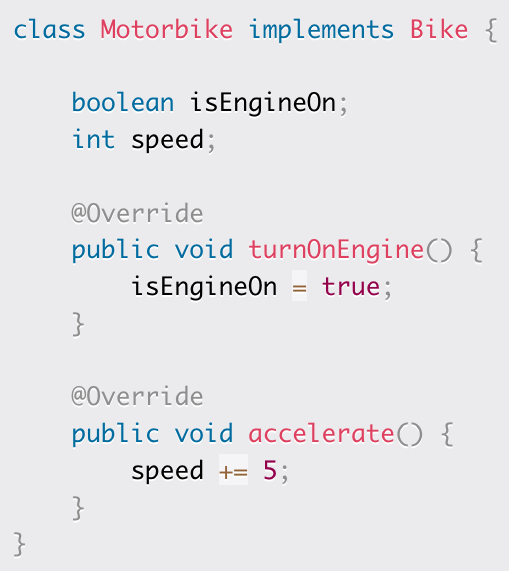 class Motorbike implements Bike {

    boolean isEngineOn;
    int speed;

    @Override
    public void turnOnEngine() {
        isEngineOn = true;
    }

    @Override
    public void accelerate() {
        speed += 5;
    }
}